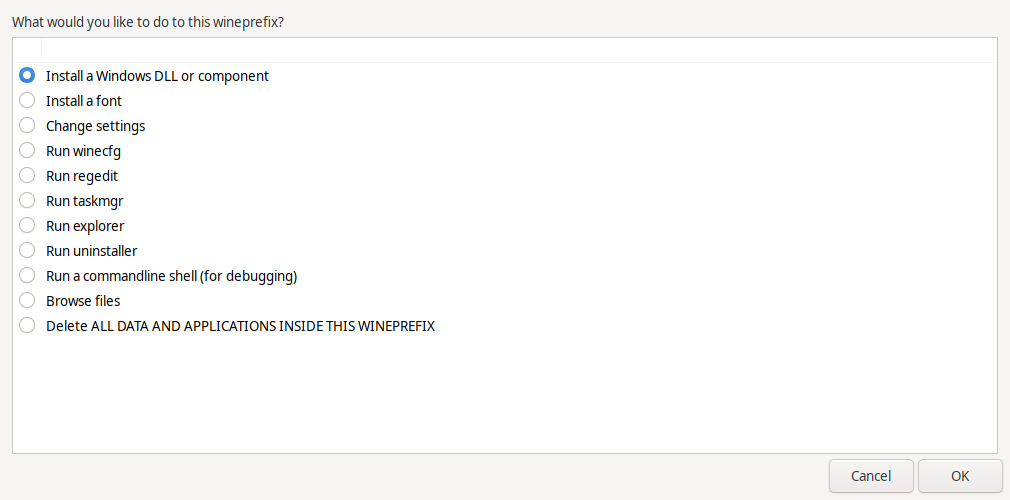 What would you like to do to this wineprefix?
Install a Windows DLL or component
Install a font
Change settings
Run winecfg
Run regedit
Run taskmgr
Run explorer
Run uninstaller
Run a commandline shell (for debugging)
Browse files
Delete ALL DATA AND APPLICATIONS INSIDE THIS WINEPREFIX
Cancel OK